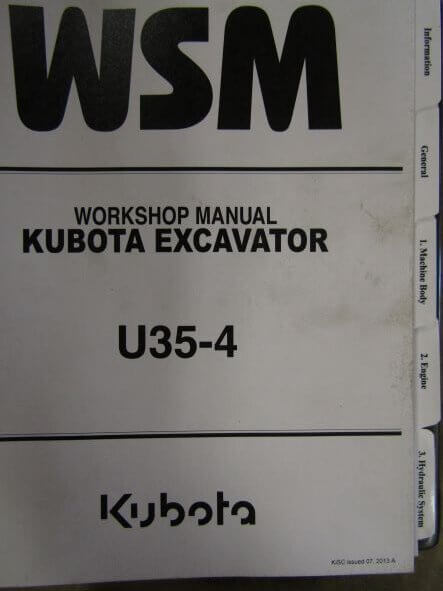 WSM
WORKSHOP MANUAL
KUBOTA EXCAVATOR
U35-4
Kubota
KiSC issued 07, 2013 A
Information
General
1. Machine Body
2. Engine
3. Hydraulic System